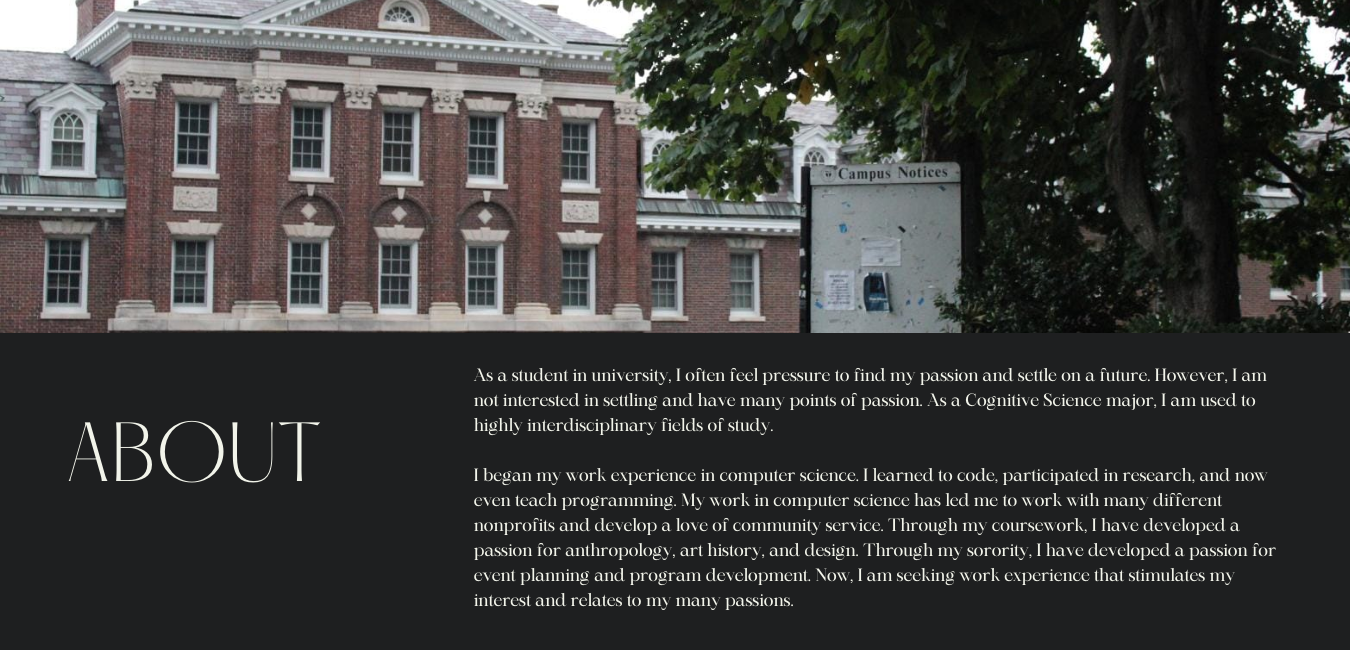 Campus Notices
ABOUT
As a student in university, I often feel pressure to find my passion and settle on a future. However, I am
not interested in settling and have many points of passion. As a Cognitive Science major, I am used to
highly interdisciplinary fields of study.
I began my work experience in computer science. I learned to code, participated in research, and now
even teach programming. My work in computer science has led me to work with many different
nonprofits and develop a love of community service. Through my coursework, I have developed a
passion for anthropology, art history, and design. Through my sorority, I have developed a passion for
event planning and program development. Now, I am seeking work experience that stimulates my
interest and relates to my many passions.